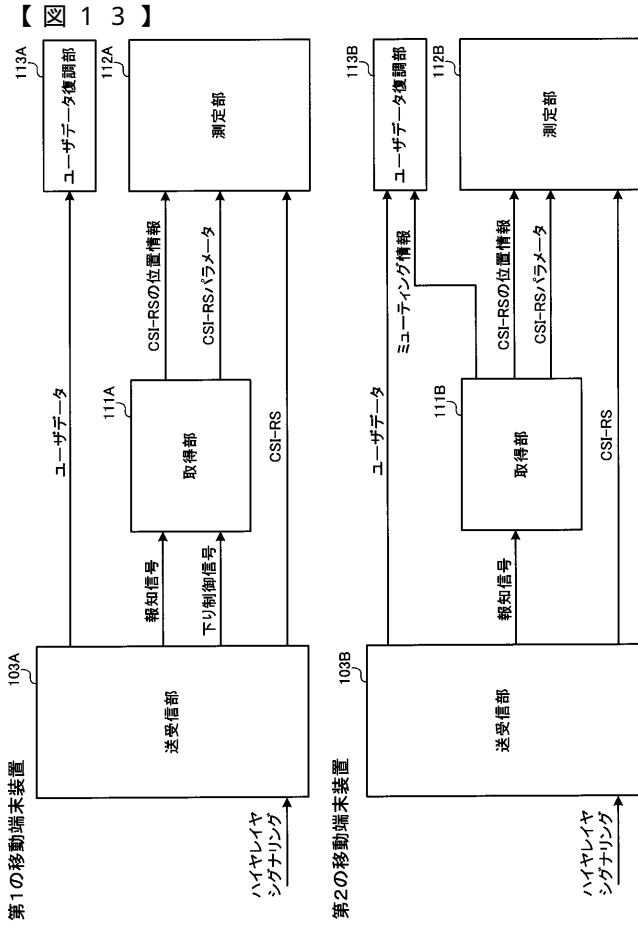 【図13】
第1の移動端末装置
ハイヤレイヤ
シグナリング
103A
送受信部
ユーザデータ
報知信号
下り制御信号
CSI-RS
111A
取得部
CSI-RSの位置情報
CSI-RSパラメータ
113A
ユーザデータ復調部
112A
測定部
第2の移動端末装置
ハイヤレイヤ
シグナリング
103B
送受信部
ユーザデータ
報知信号
CSI-RS
111B
取得部
ミューティング情報
CSI-RSの位置情報
CSI-RSパラメータ
113B
ユーザデータ復調部
112B
測定部